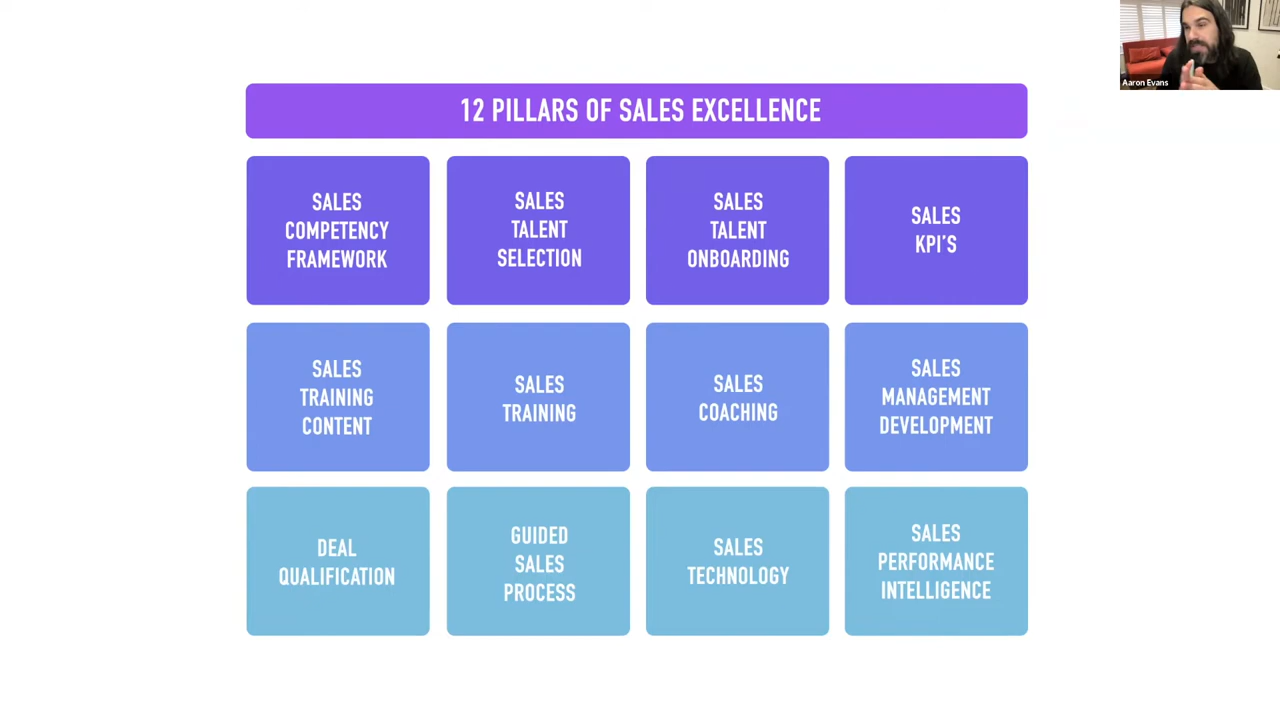 12 PILLARS OF SALES EXCELLENCE
SALES
COMPETENCY
FRAMEWORK
SALES
TALENT
SELECTION
SALES
TALENT
ONBOARDING
SALES
KPI'S
SALES
TRAINING
CONTENT
SALES
TRAINING
SALES
COACHING
SALES
MANAGEMENT
DEVELOPMENT
DEAL
QUALIFICATION
GUIDED
SALES
PROCESS
SALES
TECHNOLOGY
SALES
PERFORMANCE
INTELLIGENCE
Aaron Evans